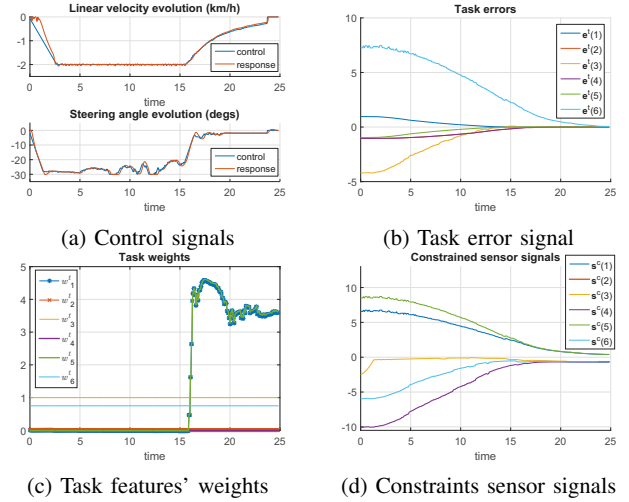 Linear velocity evolution (km/h)
0
-1
-2
control
response
0 5 10 15 20 25
time
Steering angle evolution (degs)
0
-10
-20
-30
control
response
0 5 10 15 20 25
time
(a) Control signals
Task errors
10
5
0
-5
e^t(1)
e^t(2)
e^t(3)
e^t(4)
e^t(5)
e^t(6)
0 5 10 15 20 25
time
(b) Task error signal
Task weights
5
4
3
2
1
0
w^t_1
w^t_2
w^t_3
w^t_4
w^t_5
w^t_6
0 5 10 15 20 25
time
(c) Task features' weights
Constrained sensor signals
10
5
0
-5
-10
s^c(1)
s^c(2)
s^c(3)
s^c(4)
s^c(5)
s^c(6)
0 5 10 15 20 25
time
(d) Constraints sensor signals